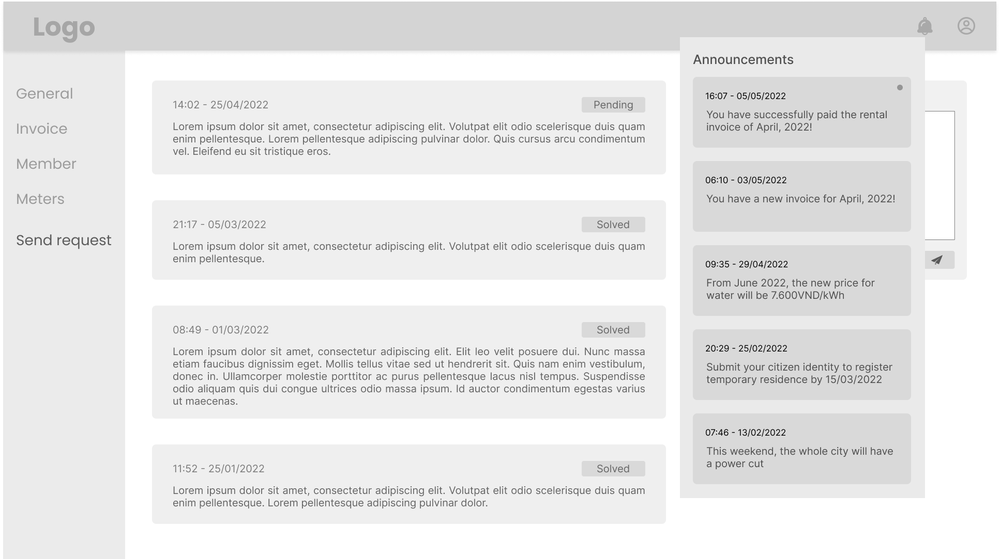 Logo
General
Invoice
Member
Meters
Send request
14:02 - 25/04/2022
Pending
Lorem ipsum dolor sit amet, consectetur adipiscing elit. Volutpat elit odio scelerisque duis quam
enim pellentesque. Lorem pellentesque adipiscing pulvinar dolor. Quis cursus arcu condimentum
vel. Eleifend eu sit tristique eros.
21:17 - 05/03/2022
Solved
Lorem ipsum dolor sit amet, consectetur adipiscing elit. Volutpat elit odio scelerisque duis quam
enim pellentesque.
08:49 - 01/03/2022
Solved
Lorem ipsum dolor sit amet, consectetur adipiscing elit. Elit leo velit posuere dui. Nunc massa
etiam faucibus dignissim eget. Mollis tellus vitae sed ut hendrerit sit. Quis nam enim vestibulum,
donec in. Ullamcorper molestie porttitor ac purus pellentesque lacus nisl tempus. Suspendisse
odio aliquam quis dui congue ultrices odio massa ipsum. Id auctor condimentum egestas varius
ut maecenas.
11:52 - 25/01/2022
Solved
Lorem ipsum dolor sit amet, consectetur adipiscing elit. Volutpat elit odio scelerisque duis quam
enim pellentesque. Lorem pellentesque adipiscing pulvinar dolor.
Announcements
16:07 - 05/05/2022
You have successfully paid the rental
invoice of April, 2022!
06:10 - 03/05/2022
You have a new invoice for April, 2022!
09:35 - 29/04/2022
From June 2022, the new price for
water will be 7.600VND/kWh
20:29 - 25/02/2022
Submit your citizen identity to register
temporary residence by 15/03/2022
07:46 - 13/02/2022
This weekend, the whole city will have
a power cut